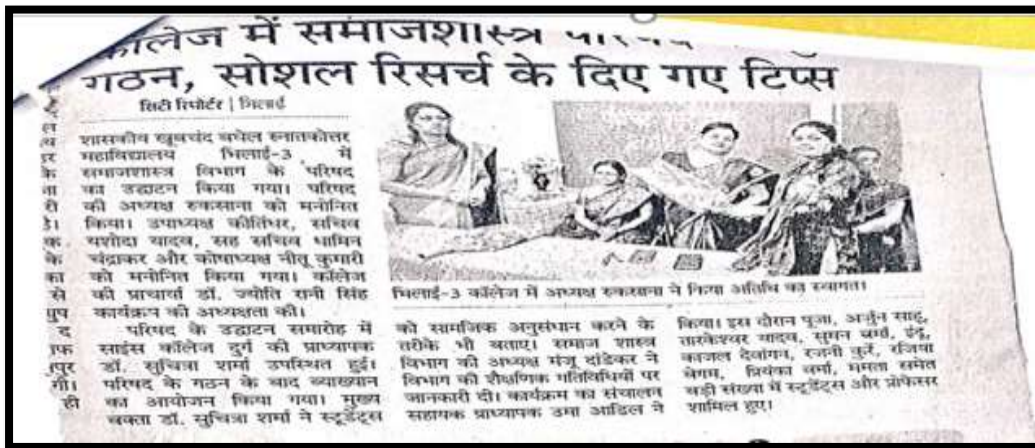 कॉलेज में समाजशास्त्र
गठन, सोशल रिसर्च के दिए गए टिप्स
सिटी रिपोर्टर | भिलाई
शासकीय खूबचंद बघेल स्नातकोत्तर
महाविद्यालय भिलाई-3 में
समाजशास्त्र विभाग के परिषद
का उद्घाटन किया गया। परिषद
की अध्यक्ष रुकसाना को मनोनित
किया। उपाध्यक्ष कीर्तिभर, सचिव
यशोदा यादव, सह सचिव धामिन
चंद्राकर और कोषाध्यक्ष नीतू कुमारी
को मनोनित किया गया। कॉलेज
की प्राचार्या डॉ. ज्योति रानी सिंह
कार्यक्रम की अध्यक्षता की।
परिषद के उद्घाटन समारोह में
साइंस कॉलेज दुर्ग की प्राध्यापक
डॉ. सुचित्रा शर्मा उपस्थित हुई।
परिषद के गठन के बाद व्याख्यान
का आयोजन किया गया। मुख्य
वक्ता डॉ. सुचित्रा शर्मा ने स्टूडेंट्स
भिलाई-3 कॉलेज में अध्यक्ष रुकसाना ने किया अतिथि का स्वागत।
को सामजिक अनुसंधान करने के
तरीके भी बताए। समाज शास्त्र
विभाग की अध्यक्ष मंजू दांडेकर ने
विभाग की शैक्षणिक गतिविधियों पर
जानकारी दी। कार्यक्रम का संचालन
सहायक प्राध्यापक उमा आडिल ने
किया। इस दौरान पूजा, अर्जुन साहू,
तारकेश्वर यादव, सुमन वर्मा, इंदू,
काजल देवांगन, रजनी कुर्रे, रजिया
बेगम, प्रियंका वर्मा, ममता समेत
बड़ी संख्या में स्टूडेंट्स और प्रोफेसर
शामिल हुए।